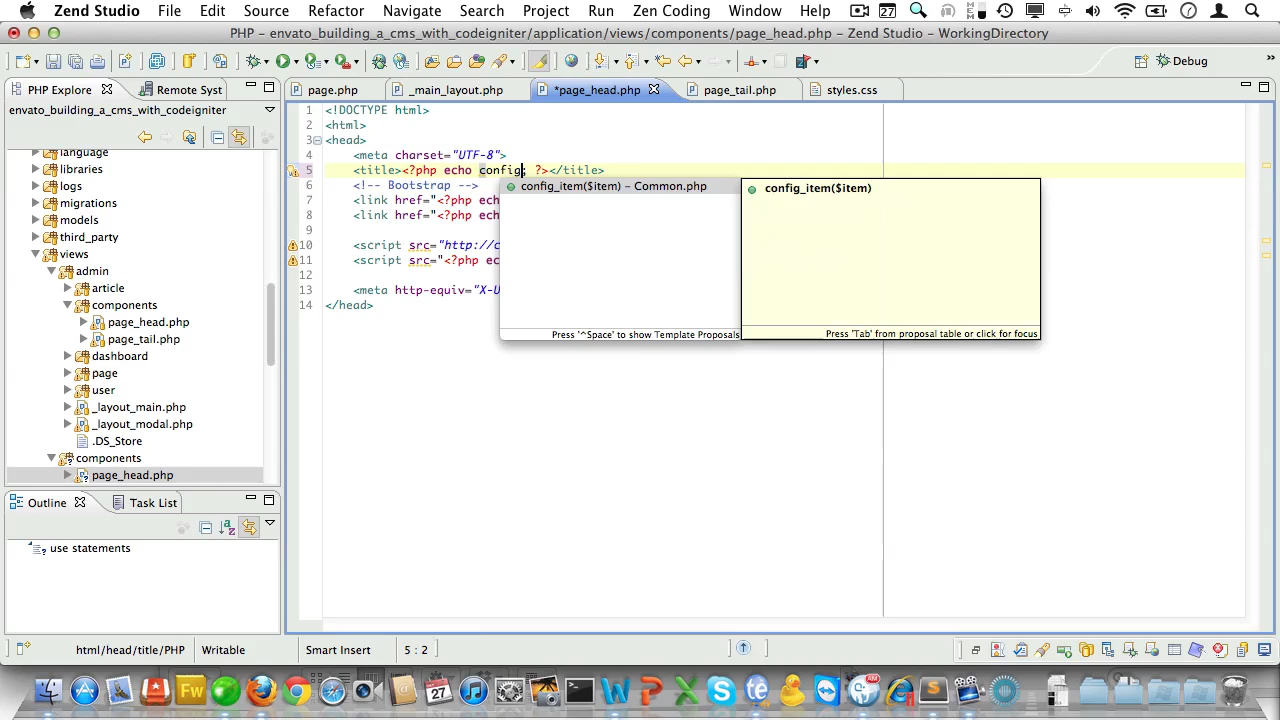 Zend Studio File Edit Source Refactor Navigate Search Project Run Zen Coding Window Help 27
PHP - envato_building_a_cms_with_codeigniter/application/views/components/page_head.php - Zend Studio - WorkingDirectory
Debug
PHP Explore Remote Syst
page.php _main_layout.php *page_head.php page_tail.php styles.css
envato_building_a_cms_with_codeigniter
language
libraries
logs
migrations
models
third_party
views
admin
article
components
page_head.php
page_tail.php
dashboard
page
user
_layout_main.php
_layout_modal.php
.DS_Store
components
page_head.php
1 <!DOCTYPE html>
2 <html>
3 <head>
4 <meta charset="UTF-8">
5 <title><?php echo config; ?></title>
6 <!-- Bootstrap -->
7 <link href="<?php ech
8 <link href="<?php ech
9
10 <script src="http://c
11 <script src="<?php ec
12
13 <meta http-equiv="X-U
14 </head>
config_item($item) – Common.php
Press '^Space' to show Template Proposals
config_item($item)
Press 'Tab' from proposal table or click for focus
Outline Task List
use statements
html/head/title/PHP Writable Smart Insert 5 : 2
Fw 27 te